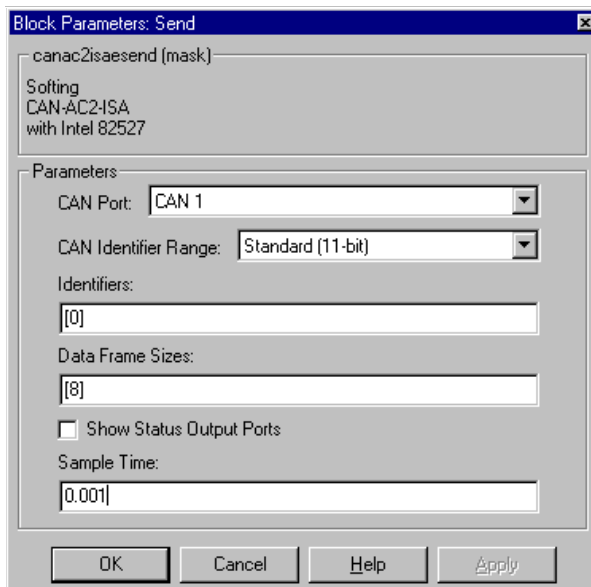 Block Parameters: Send
canac2isaesend (mask)
Softing
CAN-AC2-ISA
with Intel 82527
Parameters
CAN Port: CAN 1
CAN Identifier Range: Standard (11-bit)
Identifiers:
[0]
Data Frame Sizes:
[8]
Show Status Output Ports
Sample Time:
0.001
OK Cancel Help Apply